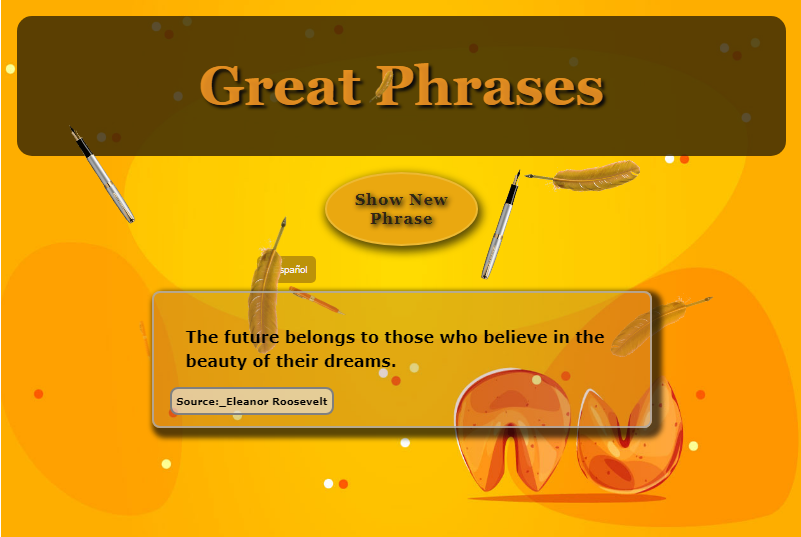 Great Phrases
Show New
Phrase
spañol
The future belongs to those who believe in the
beauty of their dreams.
Source:_Eleanor Roosevelt